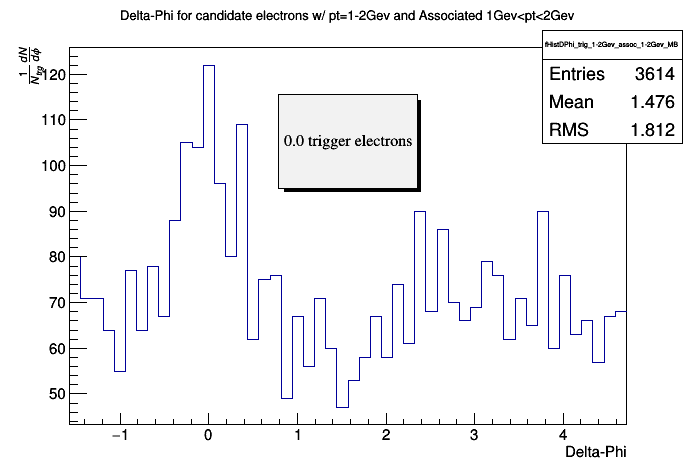 Delta-Phi for candidate electrons w/ pt=1-2Gev and Associated 1Gev<pt<2Gev
fHistDPhi_trig_1-2Gev_assoc_1-2Gev_MB
Entries 3614
Mean 1.476
RMS 1.812
0.0 trigger electrons
1/N_trg dN/dϕ
120
110
100
90
80
70
60
50
−1 0 1 2 3 4
Delta-Phi